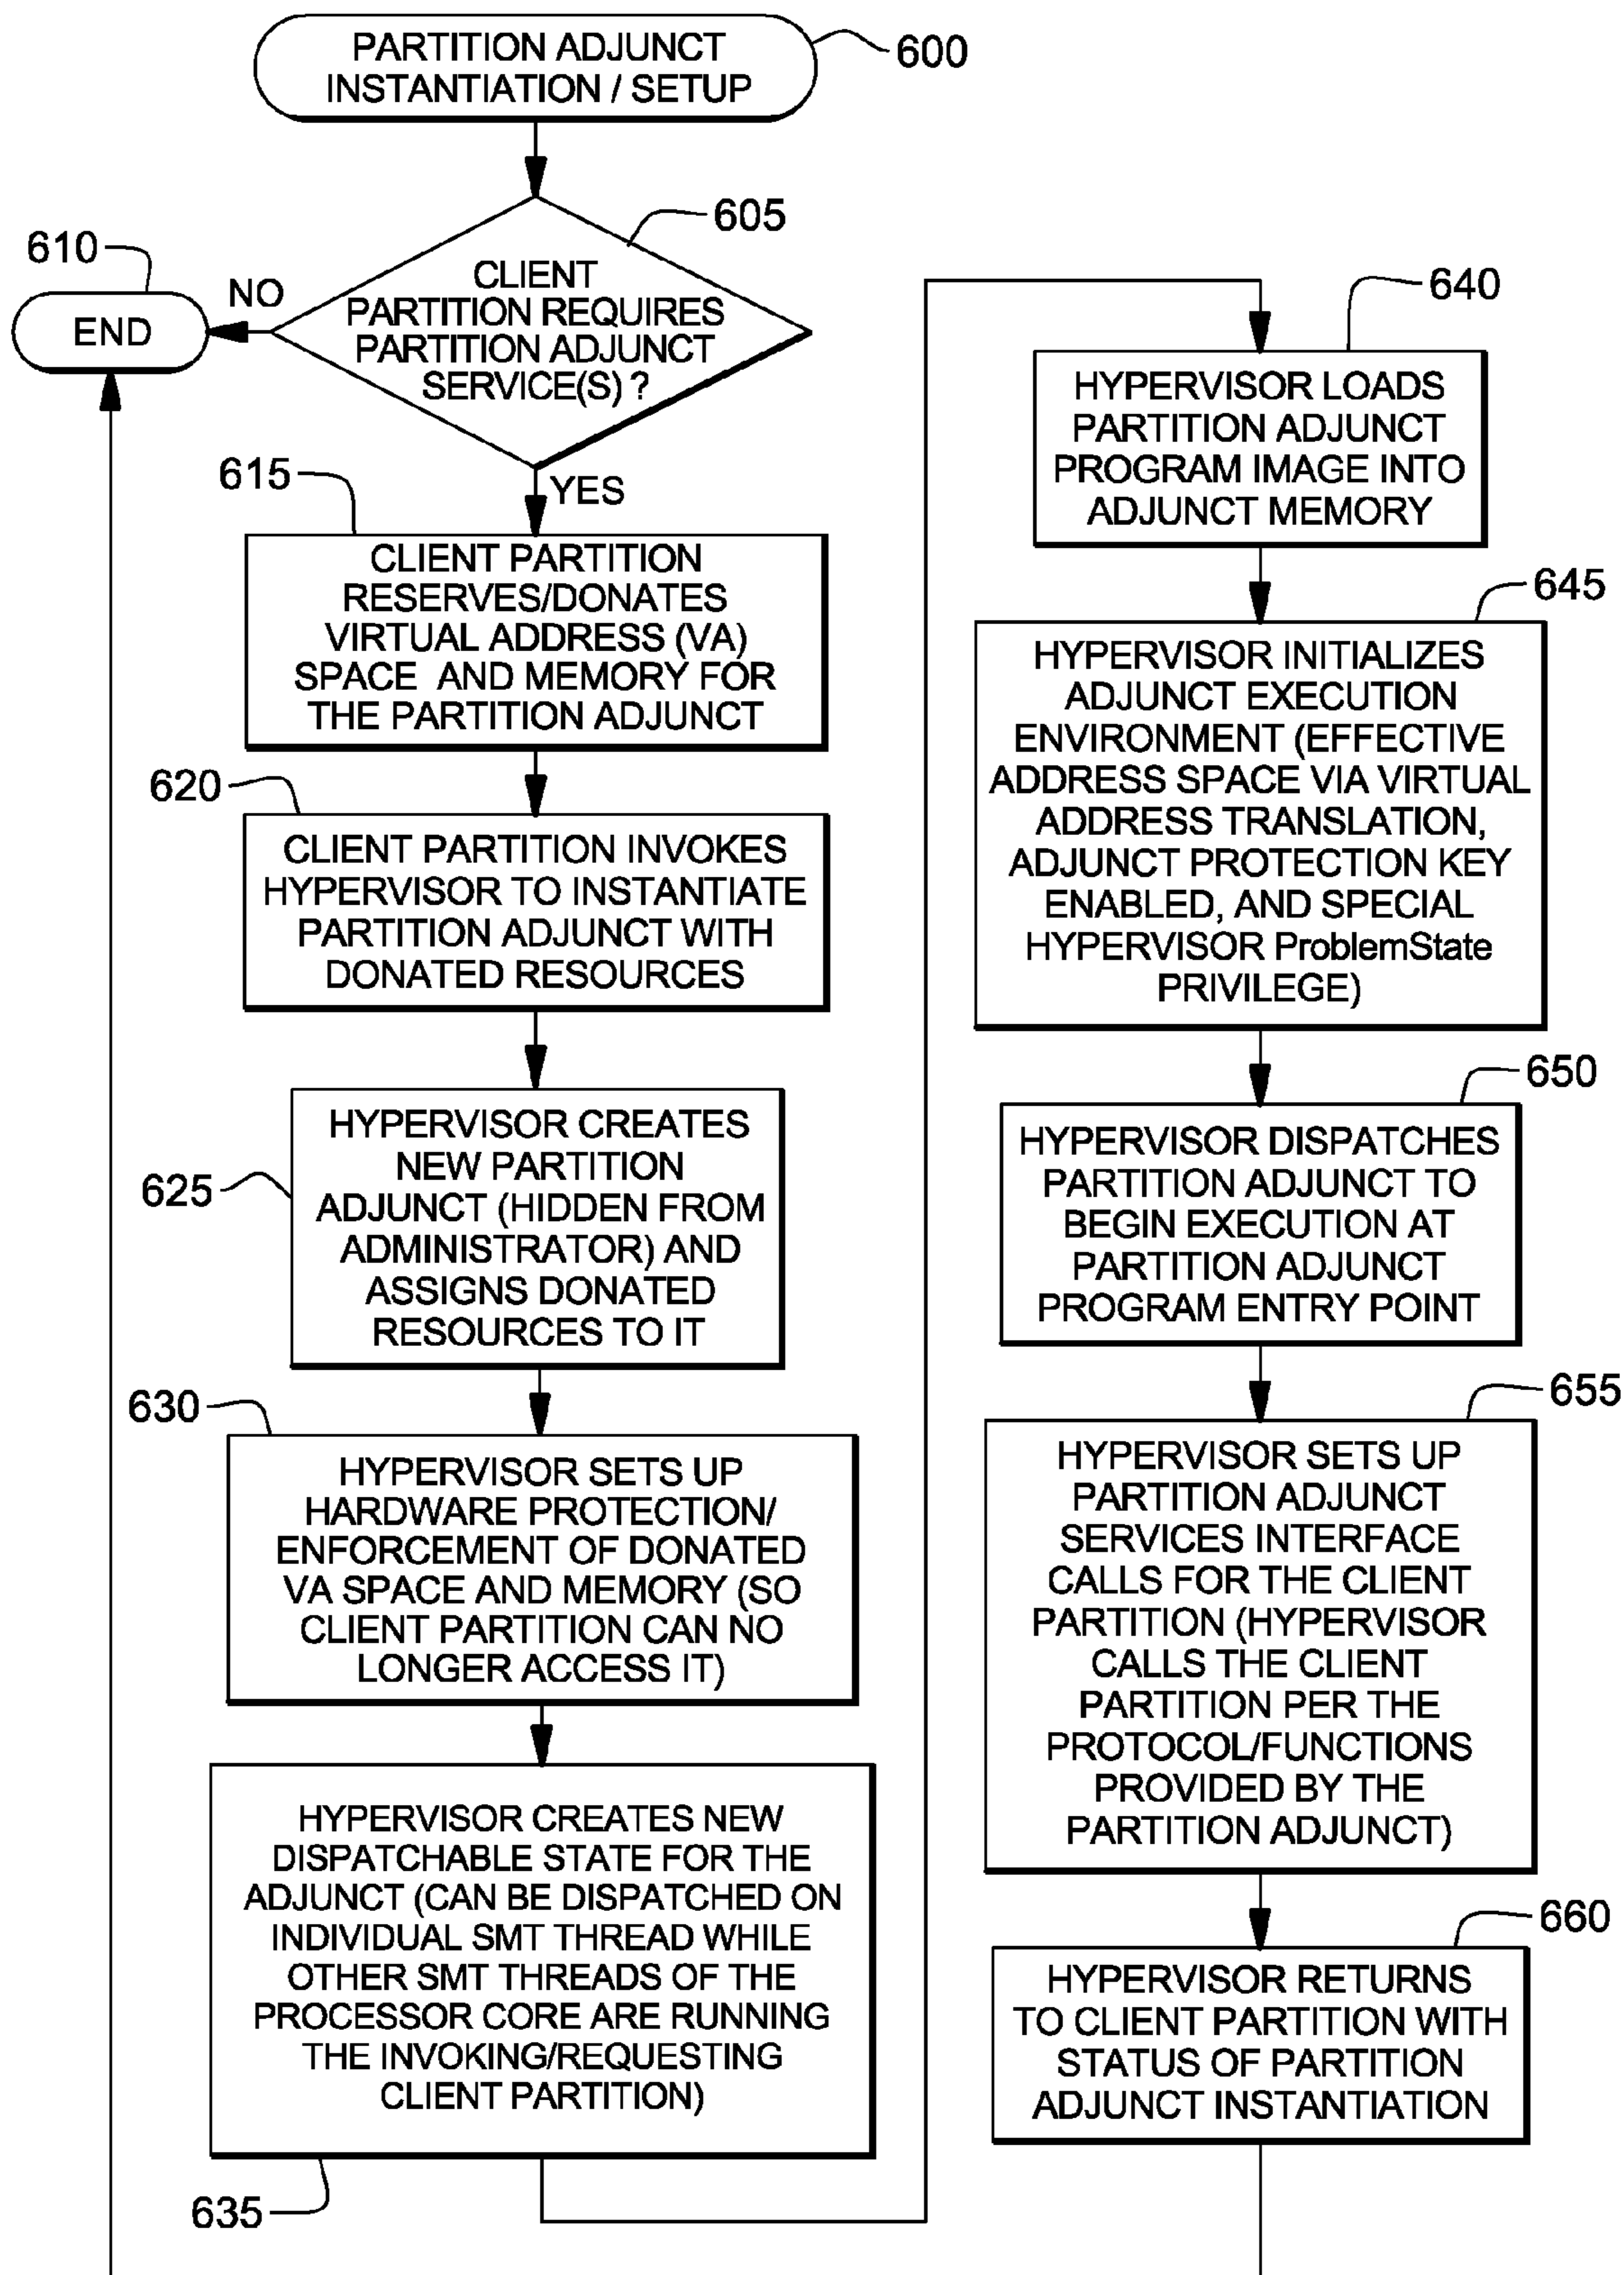 PARTITION ADJUNCT
INSTANTIATION / SETUP
600
605
CLIENT
PARTITION REQUIRES
PARTITION ADJUNCT
SERVICE(S) ?
NO
610
END
YES
615
CLIENT PARTITION
RESERVES/DONATES
VIRTUAL ADDRESS (VA)
SPACE AND MEMORY FOR
THE PARTITION ADJUNCT
620
CLIENT PARTITION INVOKES
HYPERVISOR TO INSTANTIATE
PARTITION ADJUNCT WITH
DONATED RESOURCES
625
HYPERVISOR CREATES
NEW PARTITION
ADJUNCT (HIDDEN FROM
ADMINISTRATOR) AND
ASSIGNS DONATED
RESOURCES TO IT
630
HYPERVISOR SETS UP
HARDWARE PROTECTION/
ENFORCEMENT OF DONATED
VA SPACE AND MEMORY (SO
CLIENT PARTITION CAN NO
LONGER ACCESS IT)
HYPERVISOR CREATES NEW
DISPATCHABLE STATE FOR THE
ADJUNCT (CAN BE DISPATCHED ON
INDIVIDUAL SMT THREAD WHILE
OTHER SMT THREADS OF THE
PROCESSOR CORE ARE RUNNING
THE INVOKING/REQUESTING
CLIENT PARTITION)
635
640
HYPERVISOR LOADS
PARTITION ADJUNCT
PROGRAM IMAGE INTO
ADJUNCT MEMORY
645
HYPERVISOR INITIALIZES
ADJUNCT EXECUTION
ENVIRONMENT (EFFECTIVE
ADDRESS SPACE VIA VIRTUAL
ADDRESS TRANSLATION,
ADJUNCT PROTECTION KEY
ENABLED, AND SPECIAL
HYPERVISOR ProblemState
PRIVILEGE)
650
HYPERVISOR DISPATCHES
PARTITION ADJUNCT TO
BEGIN EXECUTION AT
PARTITION ADJUNCT
PROGRAM ENTRY POINT
655
HYPERVISOR SETS UP
PARTITION ADJUNCT
SERVICES INTERFACE
CALLS FOR THE CLIENT
PARTITION (HYPERVISOR
CALLS THE CLIENT
PARTITION PER THE
PROTOCOL/FUNCTIONS
PROVIDED BY THE
PARTITION ADJUNCT)
660
HYPERVISOR RETURNS
TO CLIENT PARTITION WITH
STATUS OF PARTITION
ADJUNCT INSTANTIATION